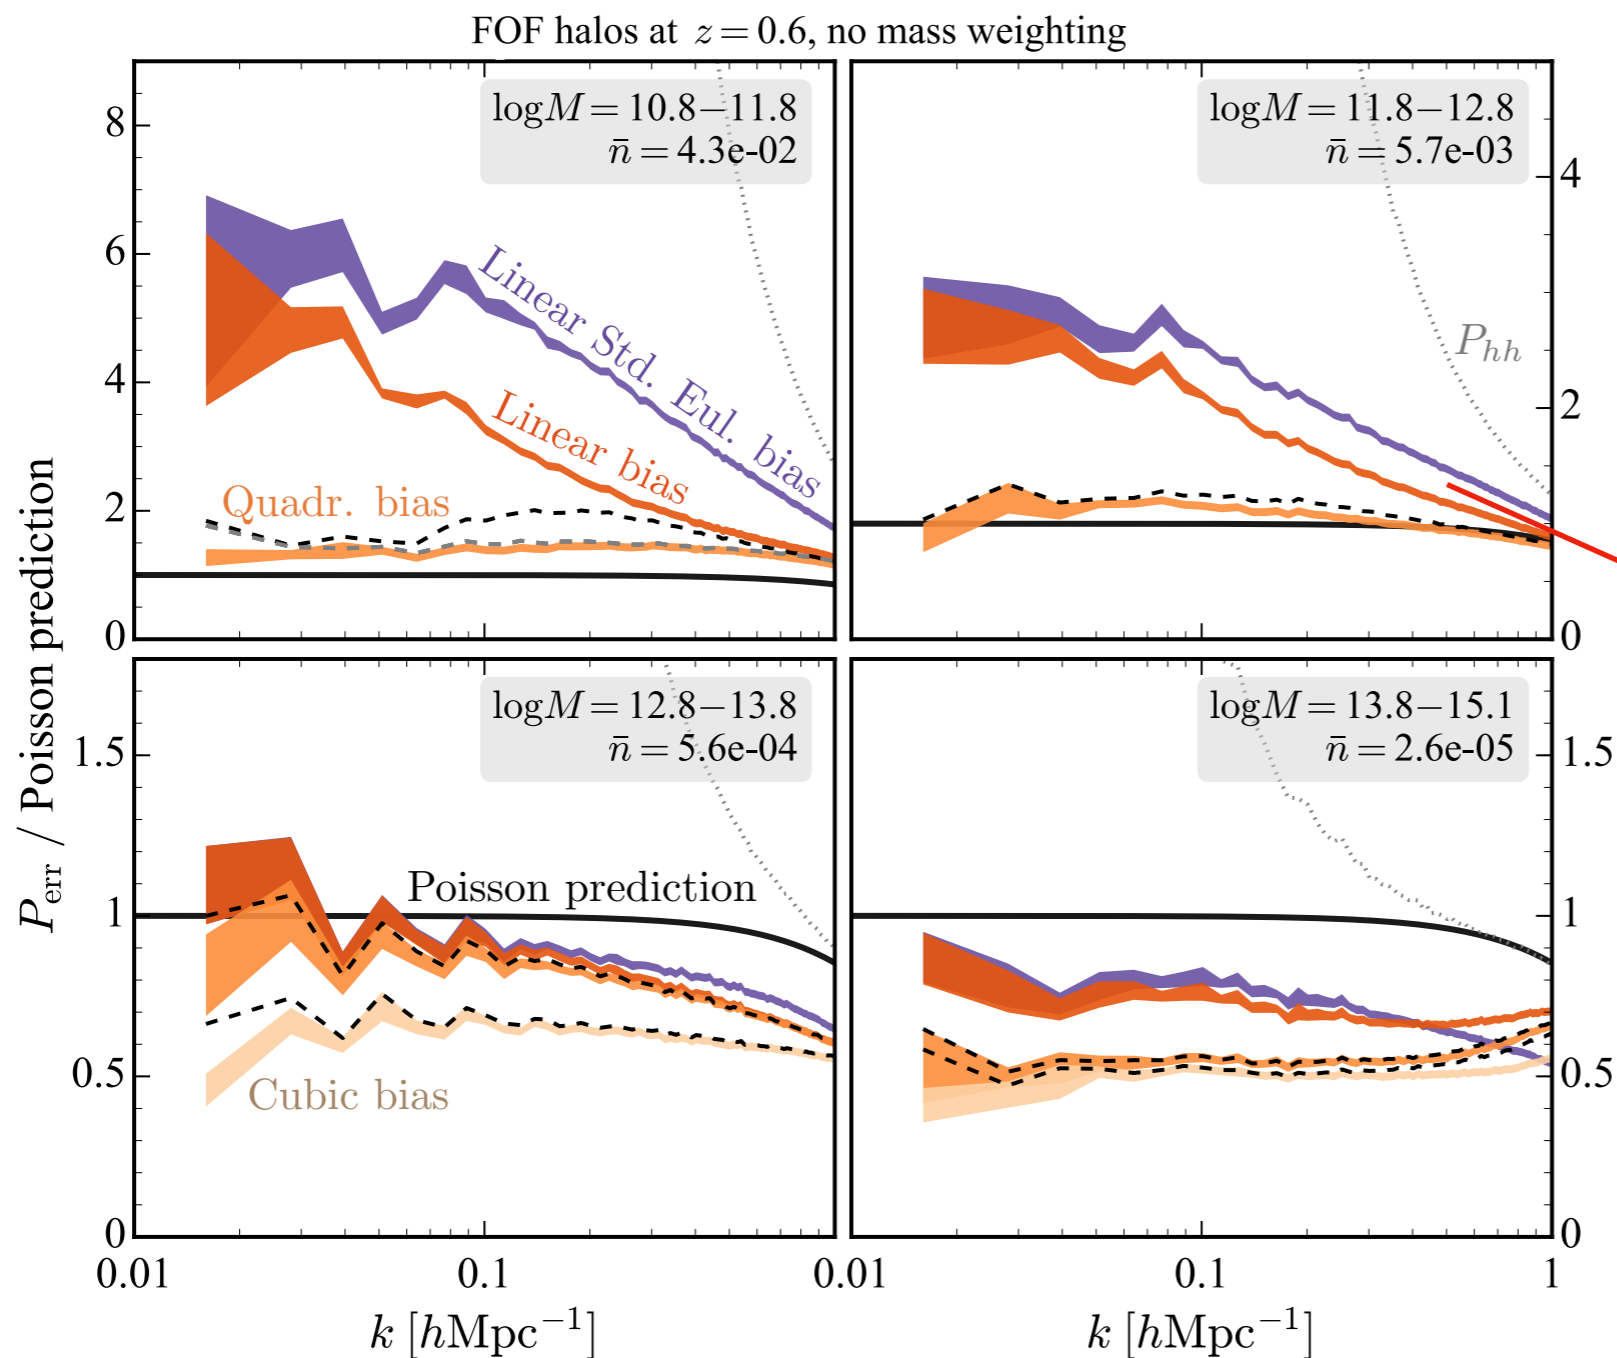 FOF halos at z = 0.6, no mass weighting
logM = 10.8−11.8
n̄ = 4.3e-02
logM = 11.8−12.8
n̄ = 5.7e-03
8
6
4
2
0
4
2
0
Linear Std. Eul. bias
Linear bias
Quadr. bias
P_hh
P_err / Poisson prediction
logM = 12.8−13.8
n̄ = 5.6e-04
logM = 13.8−15.1
n̄ = 2.6e-05
1.5
1
0.5
0
1.5
1
0.5
0
Poisson prediction
Cubic bias
0.01 0.1 0.01 0.1 1
k [hMpc⁻¹] k [hMpc⁻¹]